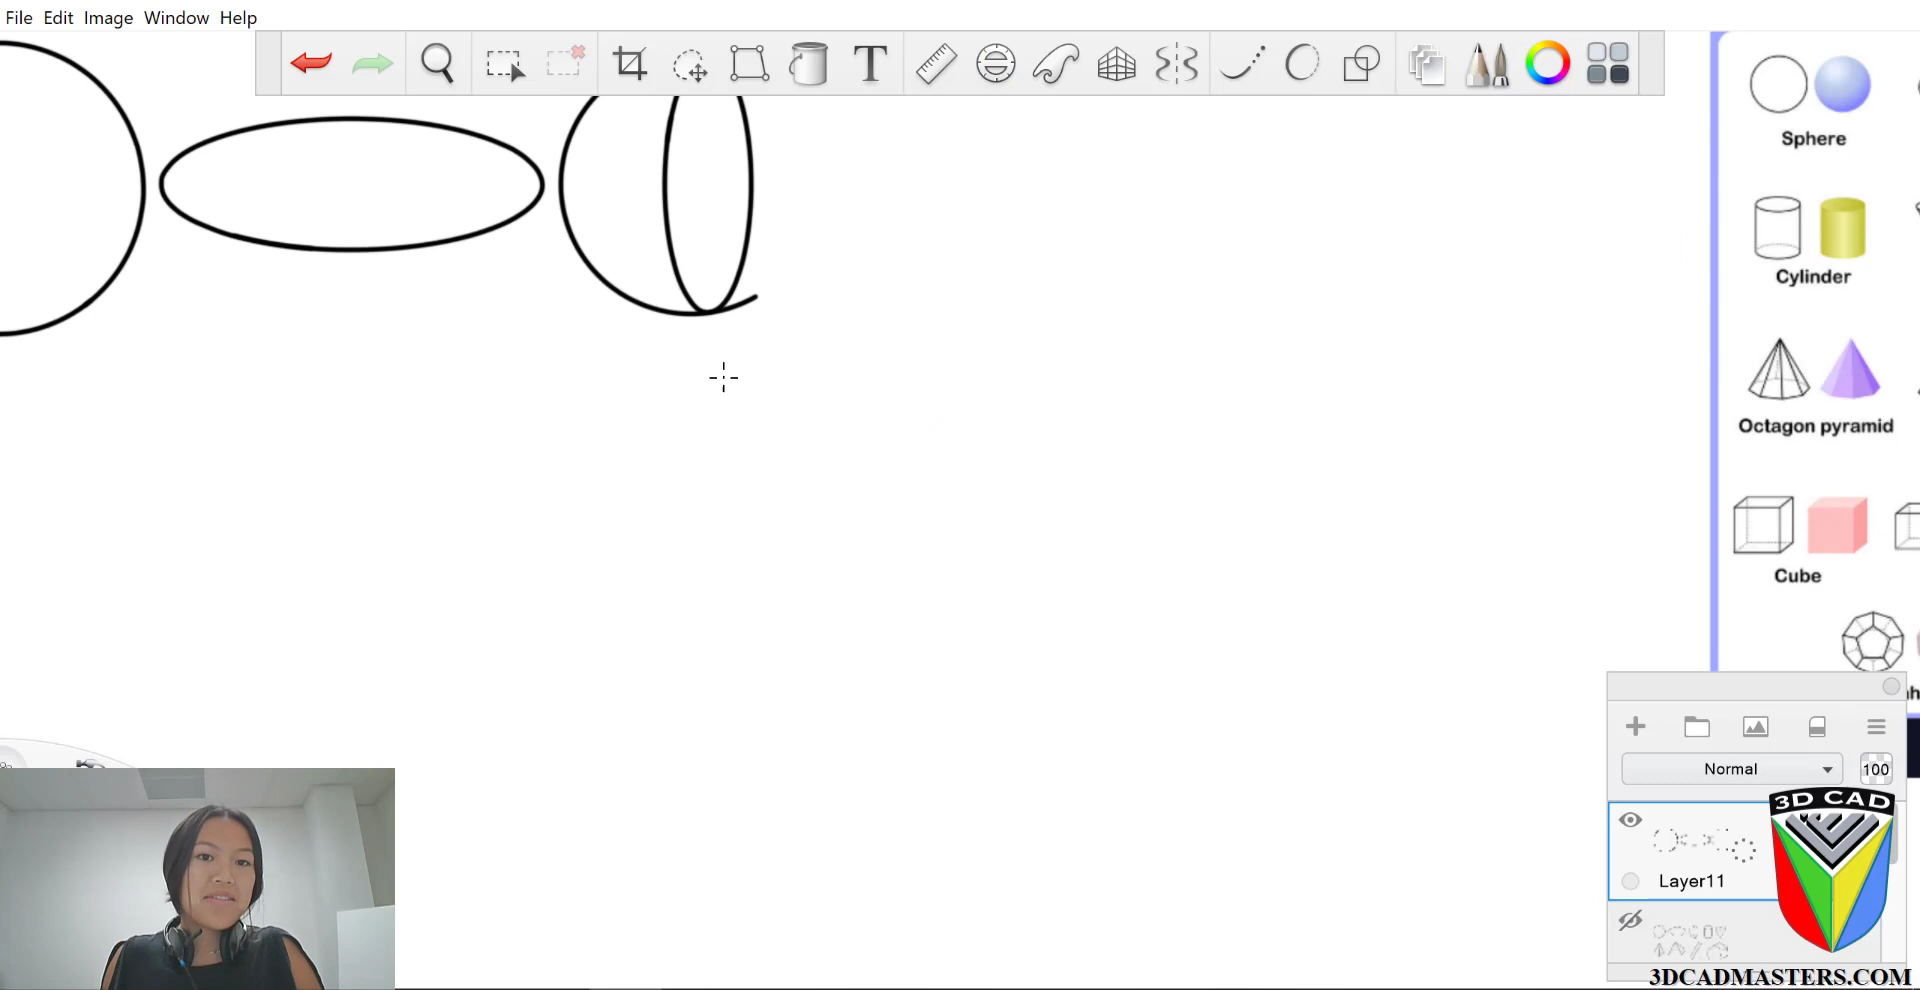 File Edit Image Window Help
T
Sphere
Cylinder
Octagon pyramid
Cube
Normal
100
3D CAD
Layer11
3DCADMASTERS.COM